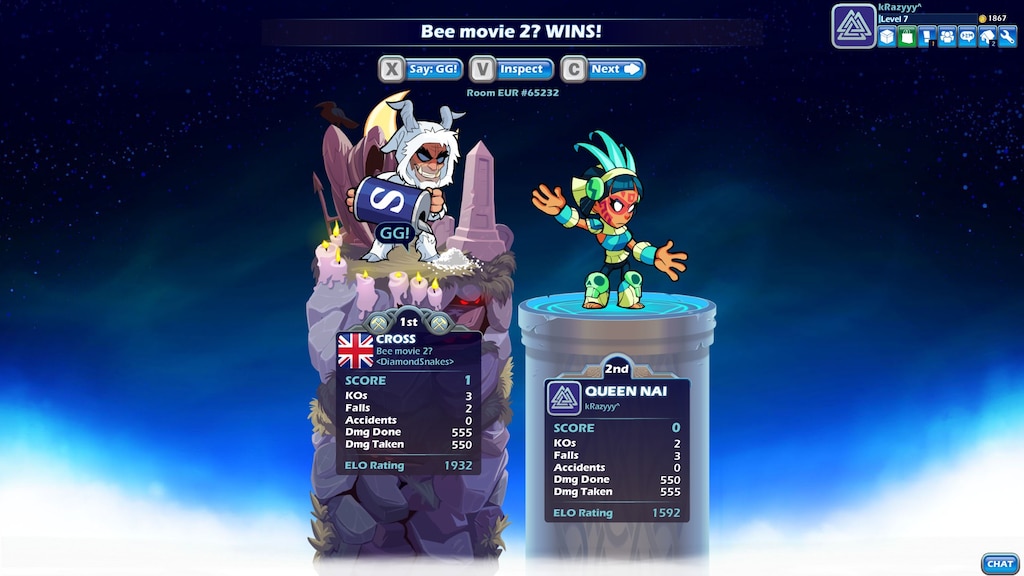 Bee movie 2? WINS!
X Say: GG! V Inspect C Next
Room EUR #65232
kRazyyy^
Level 7 1867
1 2
S
GG!
1st
CROSS
Bee movie 2?
<DiamondSnakes>
SCORE 1
KOs 3
Falls 2
Accidents 0
Dmg Done 555
Dmg Taken 550
ELO Rating 1932
2nd
QUEEN NAI
kRazyyy^
SCORE 0
KOs 2
Falls 3
Accidents 0
Dmg Done 550
Dmg Taken 555
ELO Rating 1592
CHAT